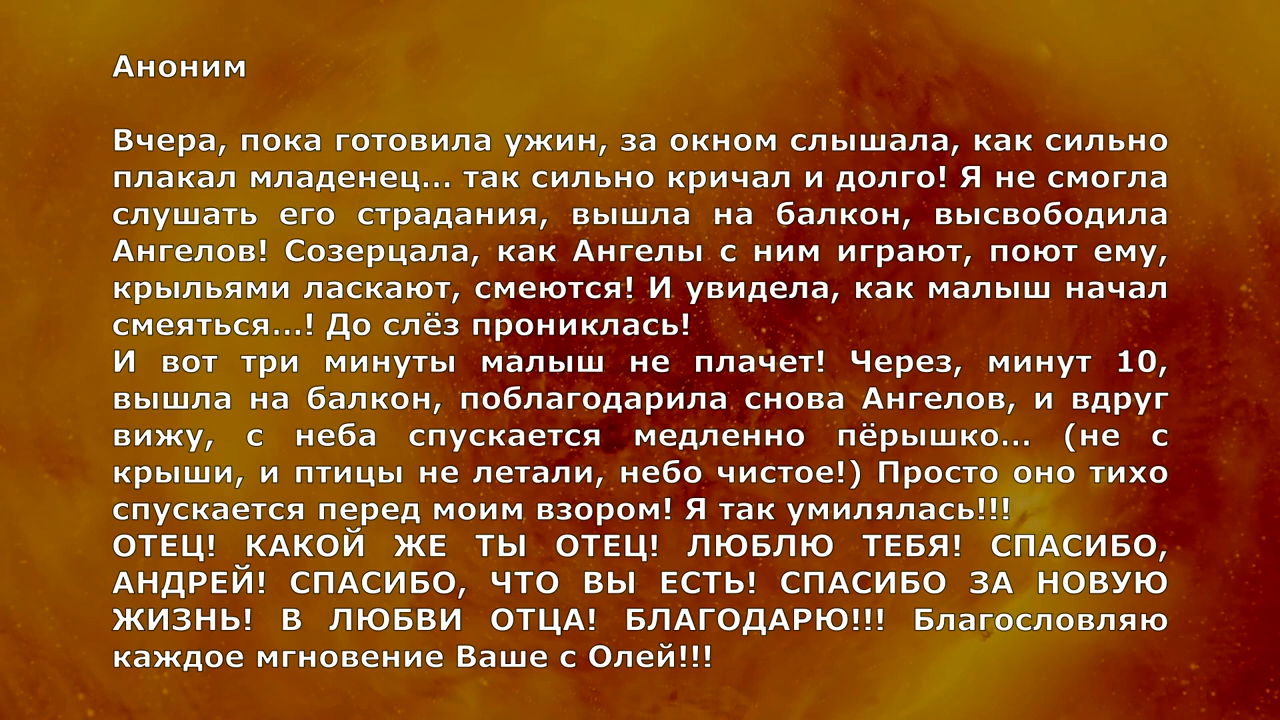 Аноним
Вчера, пока готовила ужин, за окном слышала, как сильно
плакал младенец... так сильно кричал и долго! Я не смогла
слушать его страдания, вышла на балкон, высвободила
Ангелов! Созерцала, как Ангелы с ним играют, поют ему,
крыльями ласкают, смеются! И увидела, как малыш начал
смеяться...! До слёз прониклась!
И вот три минуты малыш не плачет! Через, минут 10,
вышла на балкон, поблагодарила снова Ангелов, и вдруг
вижу, с неба спускается медленно пёрышко... (не с
крыши, и птицы не летали, небо чистое!) Просто оно тихо
спускается перед моим взором! Я так умилялась!!!
ОТЕЦ! КАКОЙ ЖЕ ТЫ ОТЕЦ! ЛЮБЛЮ ТЕБЯ! СПАСИБО,
АНДРЕЙ! СПАСИБО, ЧТО ВЫ ЕСТЬ! СПАСИБО ЗА НОВУЮ
ЖИЗНЬ! В ЛЮБВИ ОТЦА! БЛАГОДАРЮ!!! Благословляю
каждое мгновение Ваше с Олей!!!